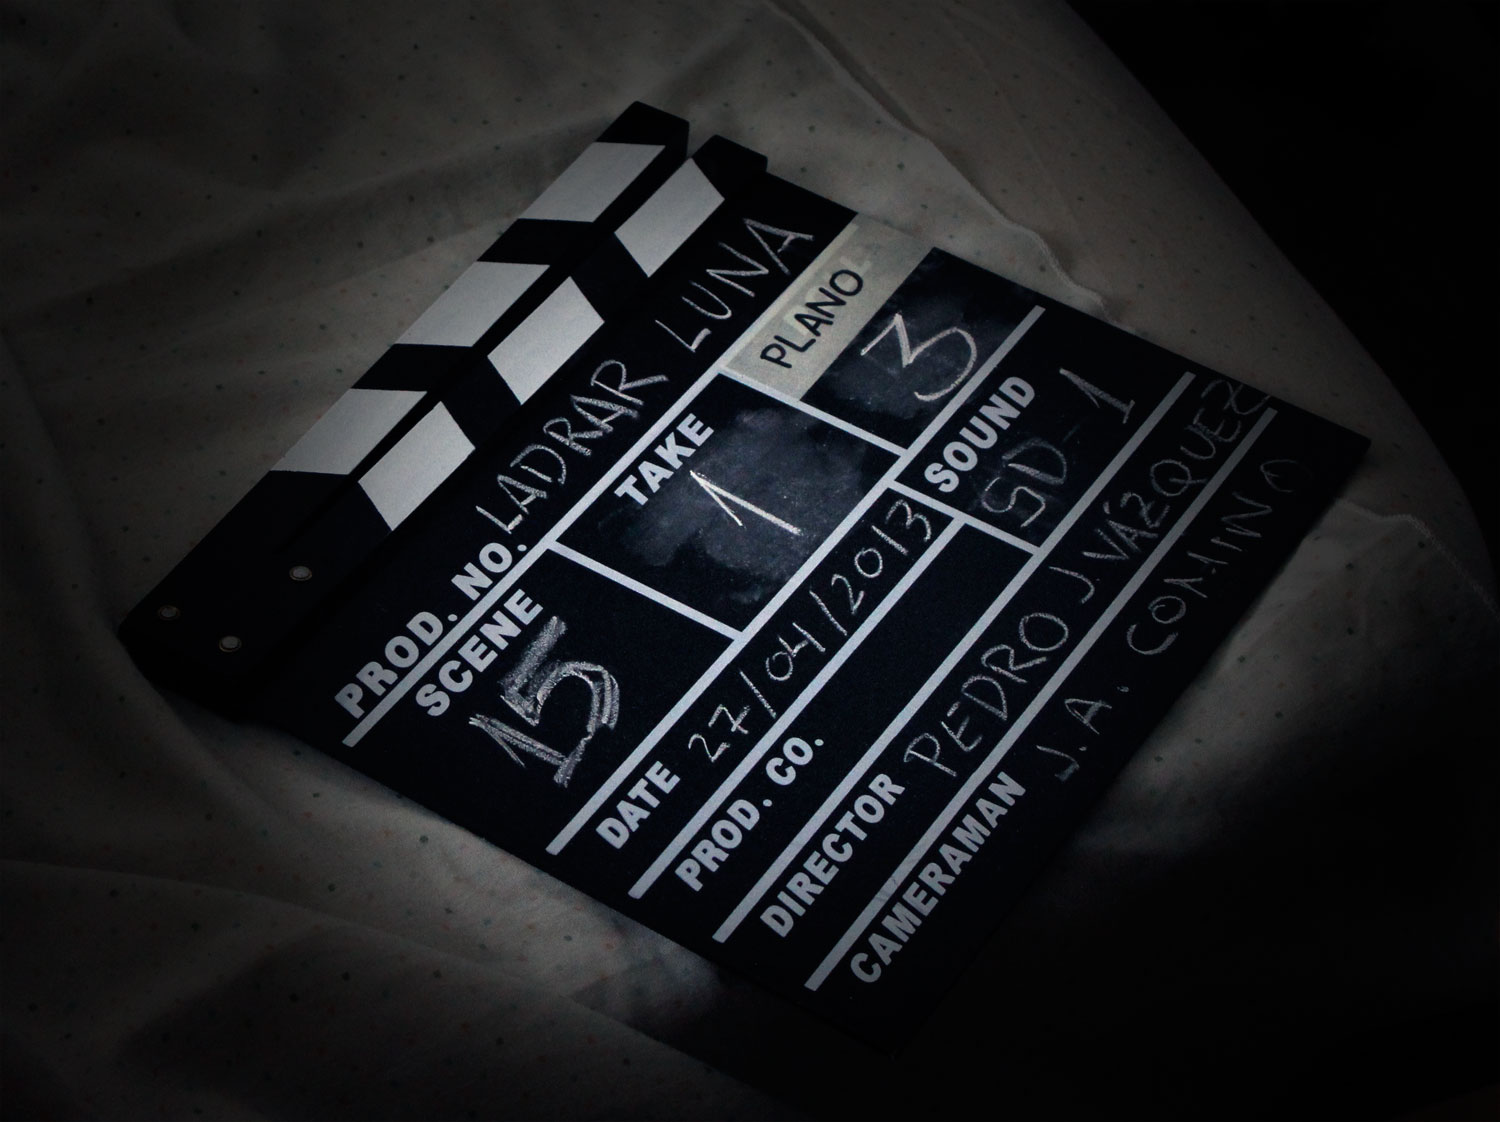 PROD. NO. LADRAR LUNA
SCENE
15
TAKE
1
PLANO
3
DATE 27/04/2013
SOUND
SD-1
PROD. CO.
DIRECTOR PEDRO J. VÁZQUEZ
CAMERAMAN J.A. COMINO